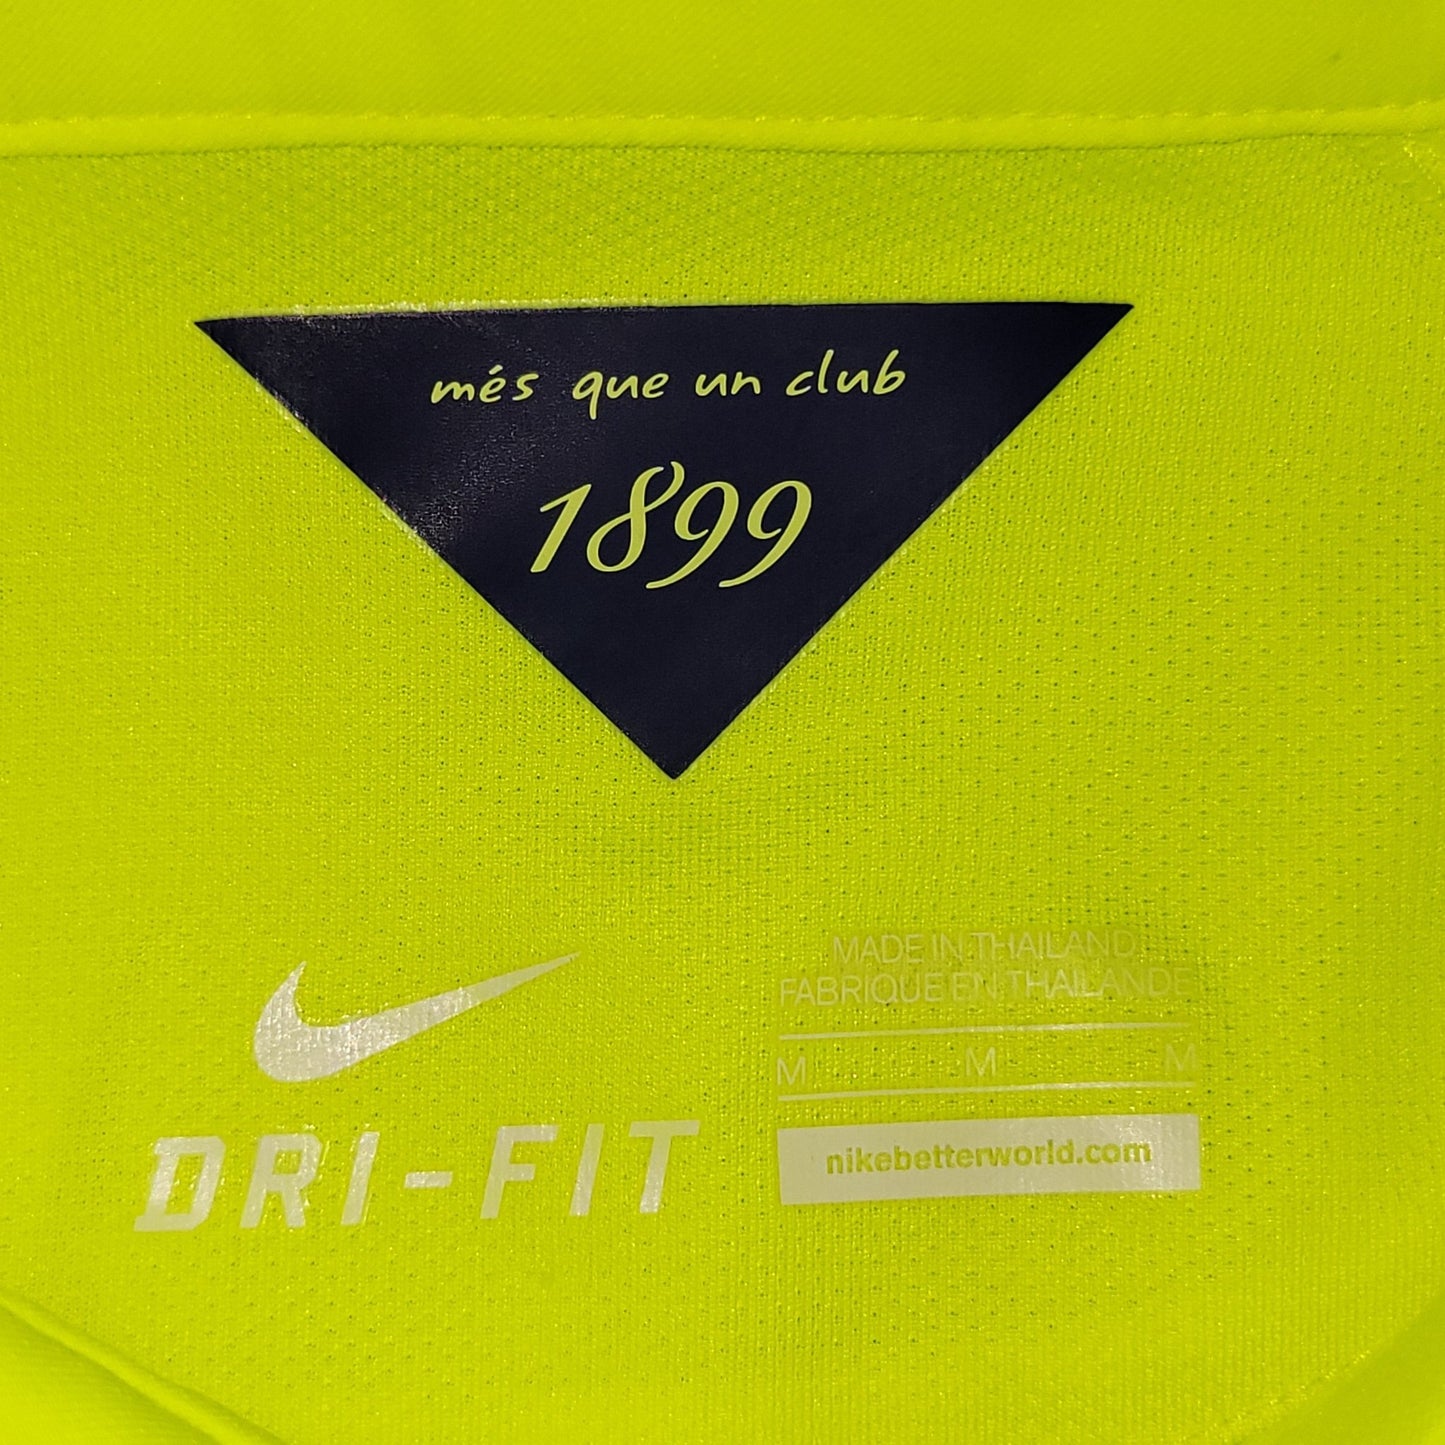 més que un club
1899
MADE IN THAILAND
FABRIQUE EN THAILANDE
M M M
nikebetterworld.com
DRI-FIT